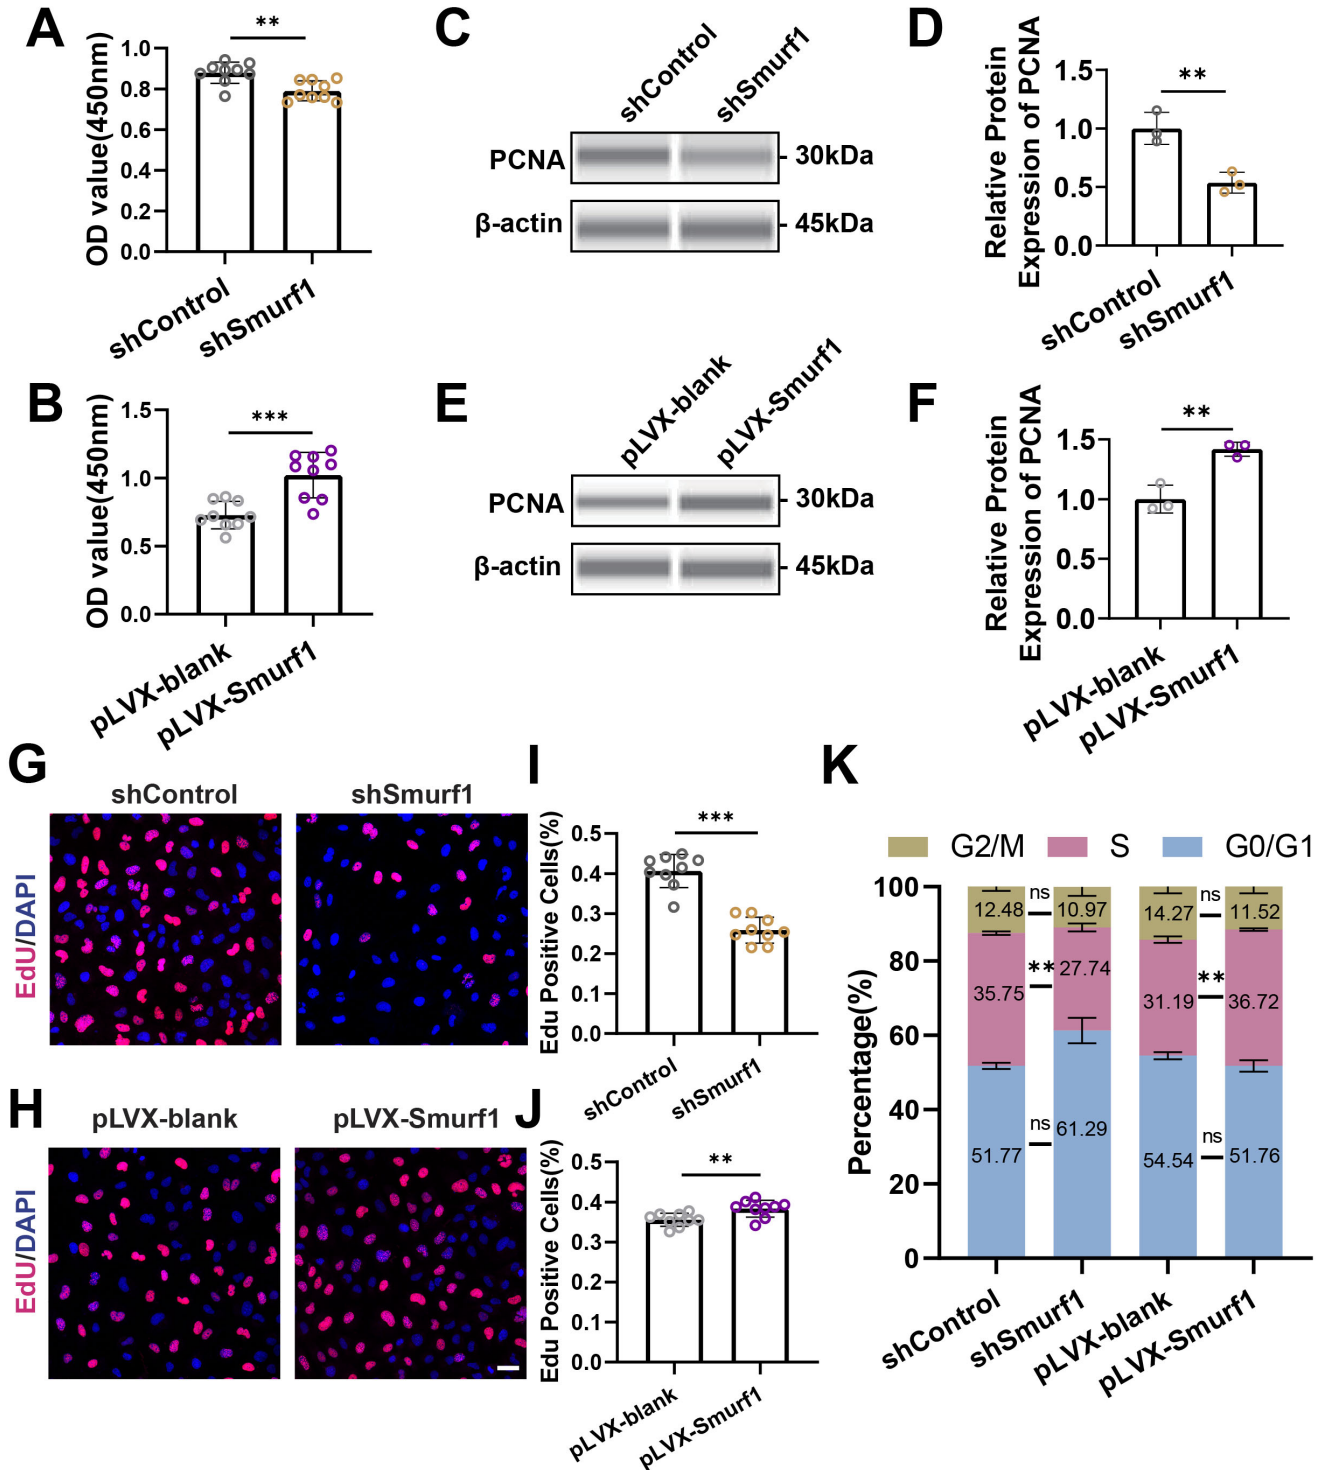 A
**
OD value(450nm)
1.0
0.8
0.6
0.4
0.2
0.0
shControl
shSmurf1
B
***
OD value(450nm)
1.5
1.0
0.5
0.0
pLVX-blank
pLVX-Smurf1
C
shControl
shSmurf1
PCNA
30kDa
β-actin
45kDa
D
**
Relative Protein
Expression of PCNA
1.5
1.0
0.5
0.0
shControl
shSmurf1
E
pLVX-blank
pLVX-Smurf1
PCNA
30kDa
β-actin
45kDa
F
**
Relative Protein
Expression of PCNA
1.5
1.0
0.5
0.0
pLVX-blank
pLVX-Smurf1
G
shControl
shSmurf1
EdU/DAPI
H
pLVX-blank
pLVX-Smurf1
EdU/DAPI
I
***
Edu Positive Cells(%)
0.5
0.4
0.3
0.2
0.1
0.0
shControl
shSmurf1
J
**
Edu Positive Cells(%)
0.5
0.4
0.3
0.2
0.1
0.0
pLVX-blank
pLVX-Smurf1
K
G2/M S G0/G1
Percentage(%)
100
80
60
40
20
0
12.48 ns 10.97 14.27 ns 11.52
35.75 ** 27.74 31.19 ** 36.72
51.77 ns 61.29 54.54 ns 51.76
shControl
shSmurf1
pLVX-blank
pLVX-Smurf1